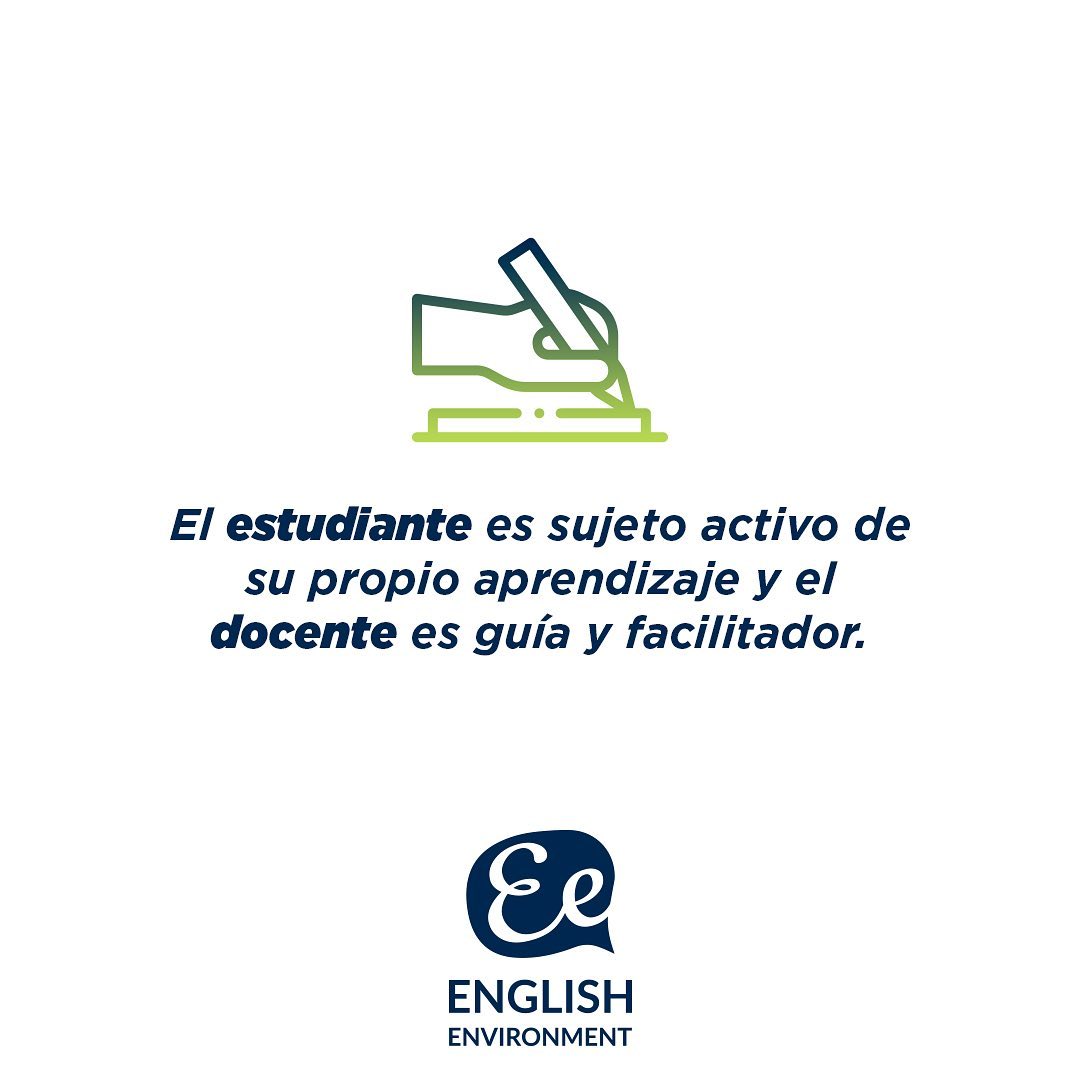 El estudiante es sujeto activo de
su propio aprendizaje y el
docente es guía y facilitador.
Ee
ENGLISH
ENVIRONMENT